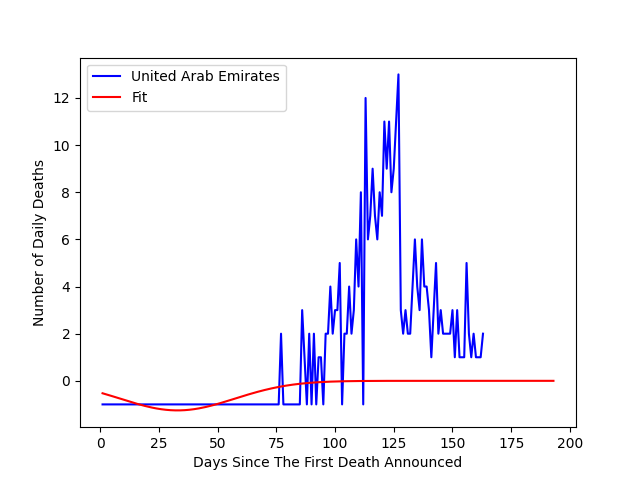 United Arab Emirates
Fit
12
10
8
6
4
2
0
Number of Daily Deaths
0 25 50 75 100 125 150 175 200
Days Since The First Death Announced